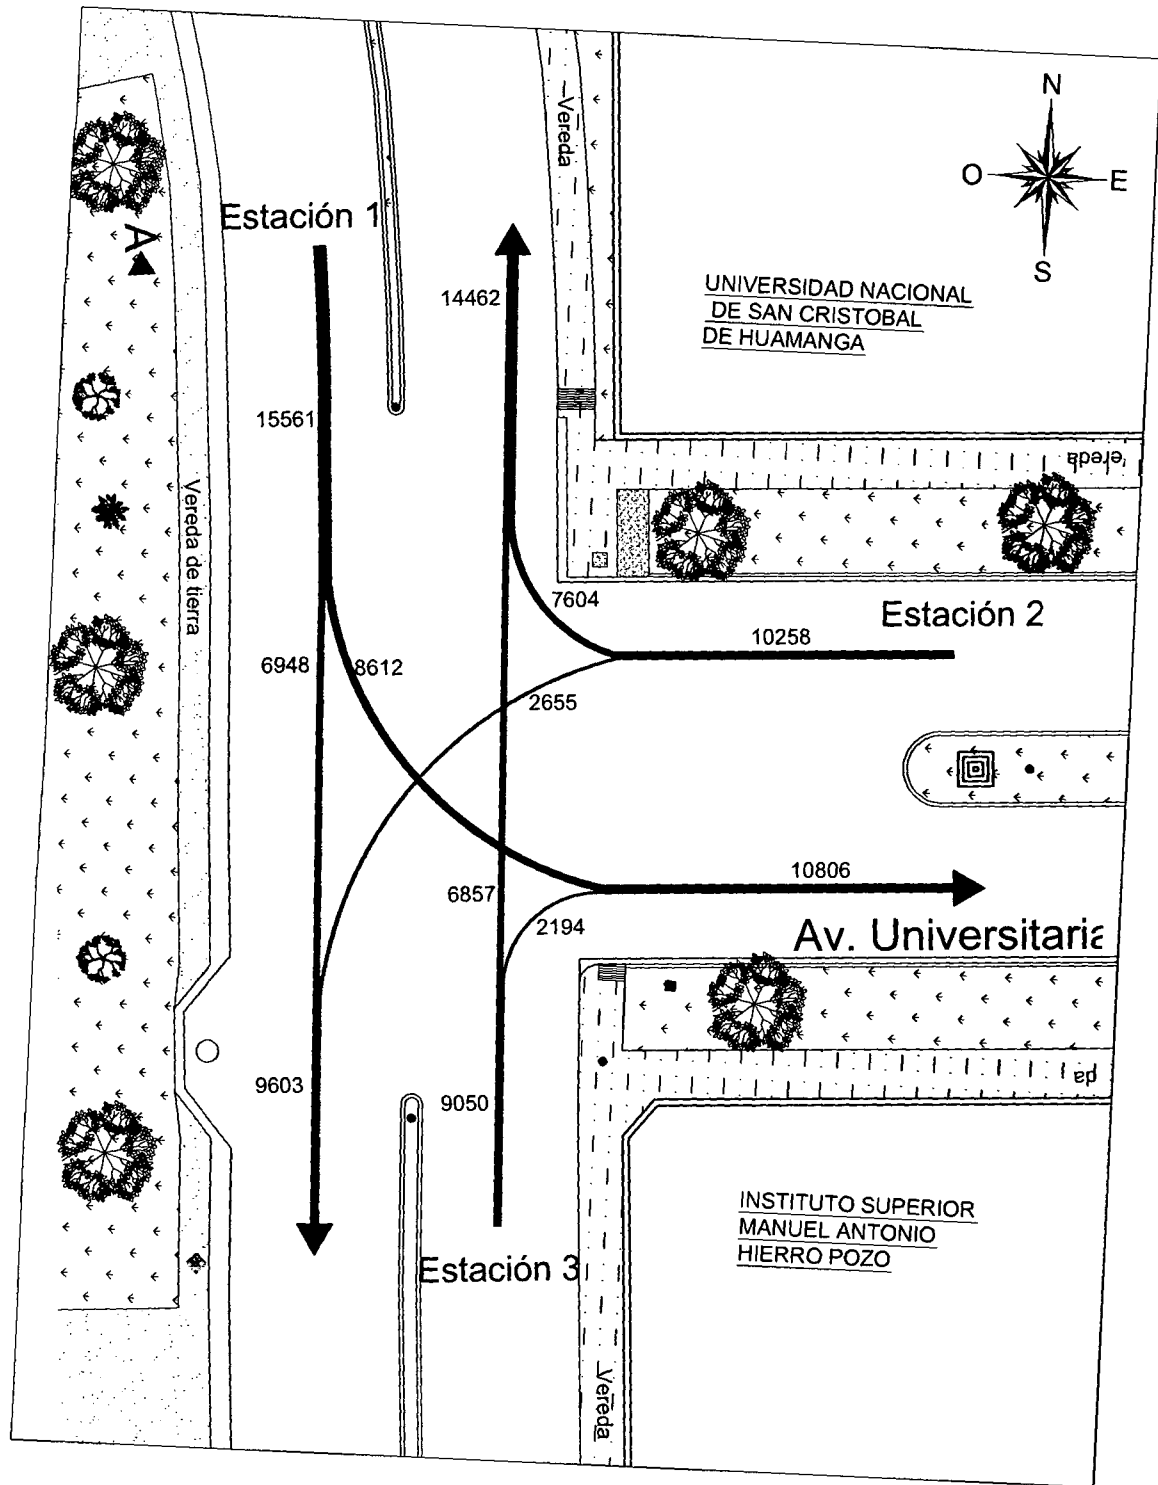 N
O
E
S
Vereda
Estación 1
A
14462
UNIVERSIDAD NACIONAL
DE SAN CRISTOBAL
DE HUAMANGA
15561
ereda
Vereda de tierra
7604
Estación 2
10258
6948
8612
2655
10806
6857
2194
Av. Universitaria
9603
9050
da
INSTITUTO SUPERIOR
MANUEL ANTONIO
HIERRO POZO
Estación 3
Vereda